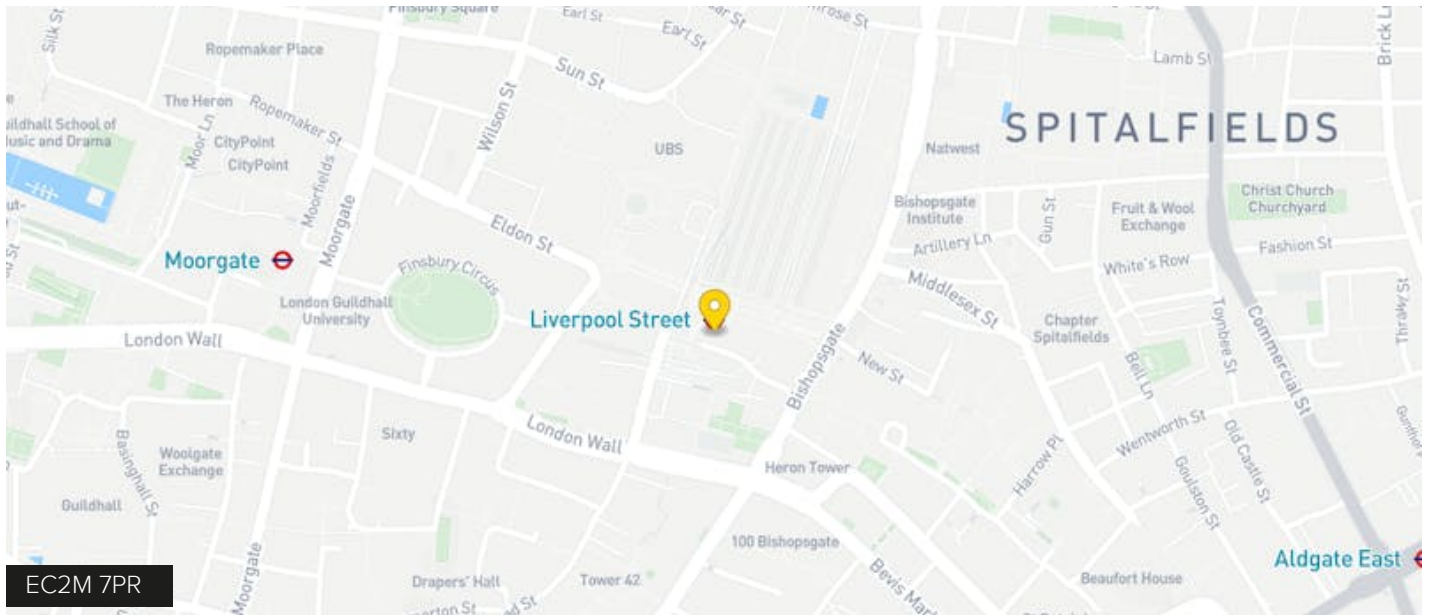 Finsbury Square
Earl St
Silk St
Ropemaker Place
Earl St
Lamb St
Brick
Sun St
The Heron
Ropemaker St
Wilson St
School of
Music and Drama
Moor Ln
CityPoint
CityPoint
Moorfields
UBS
Natwest
SPITALFIELDS
Moorgate
Eldon St
Bishopsgate
Institute
Gun St
Fruit & Wool
Exchange
Christ Church
Churchyard
Artillery Ln
Fashion St
Moorgate
Finsbury Circus
White's Row
Middlesex St
London Guildhall
University
Liverpool Street
Chapter
Spitalfields
Toynbee St
Commercial St
Thrawl St
London Wall
Bishopsgate
New St
Bell Ln
London Wall
Sixty
Wentworth St
Old Castle St
Basinghall St
Woolgate
Exchange
Heron Tower
Harrow Pl
Goulston St
Guildhall
100 Bishopsgate
Aldgate East
Moorgate
Drapers' Hall
Tower 42
Bevis
Beaufort House
EC2M 7PR